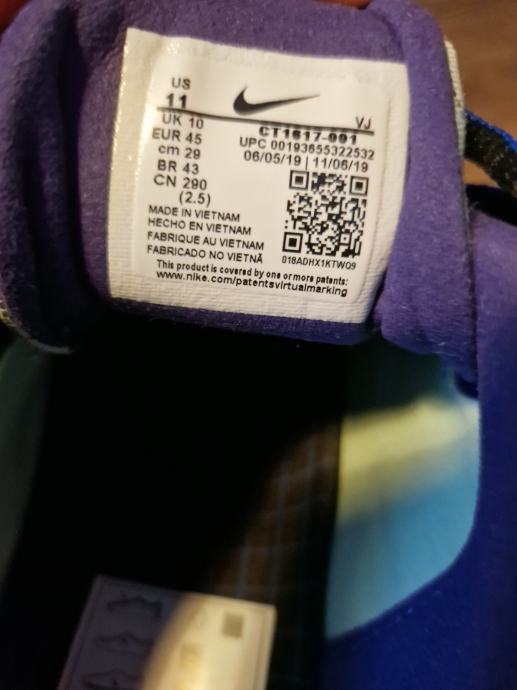 US
11
UK 10
EUR 45
cm 29
BR 43
CN 290
(2.5)
VJ
CT1617-001
UPC 00193655322532
06/05/19 | 11/06/19
018ADHX1KTWQ9
MADE IN VIETNAM
HECHO EN VIETNAM
FABRIQUE AU VIETNAM
FABRICADO NO VIETNÃ
This product is covered by one or more patents:
www.nike.com/patentsvirtualmarking